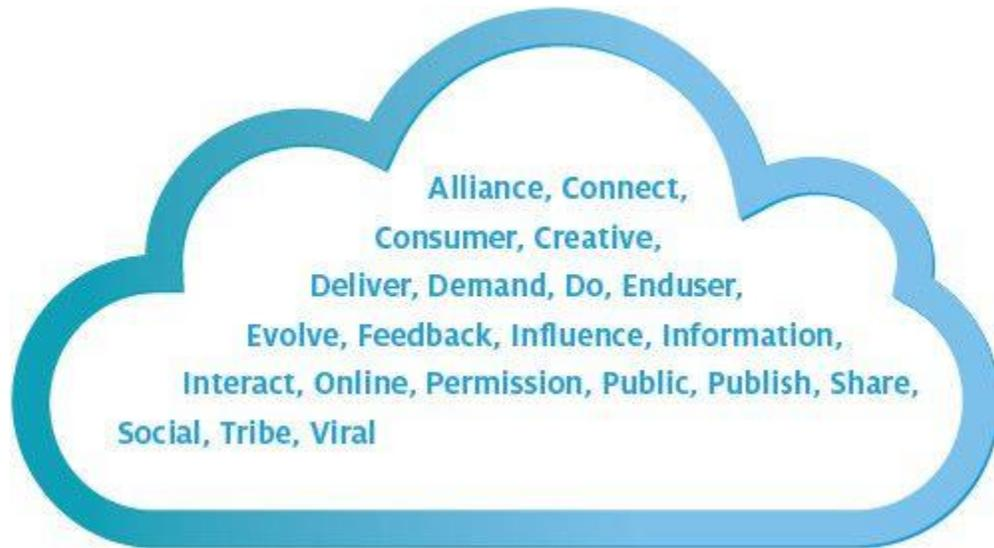 Alliance, Connect,
Consumer, Creative,
Deliver, Demand, Do, Enduser,
Evolve, Feedback, Influence, Information,
Interact, Online, Permission, Public, Publish, Share,
Social, Tribe, Viral